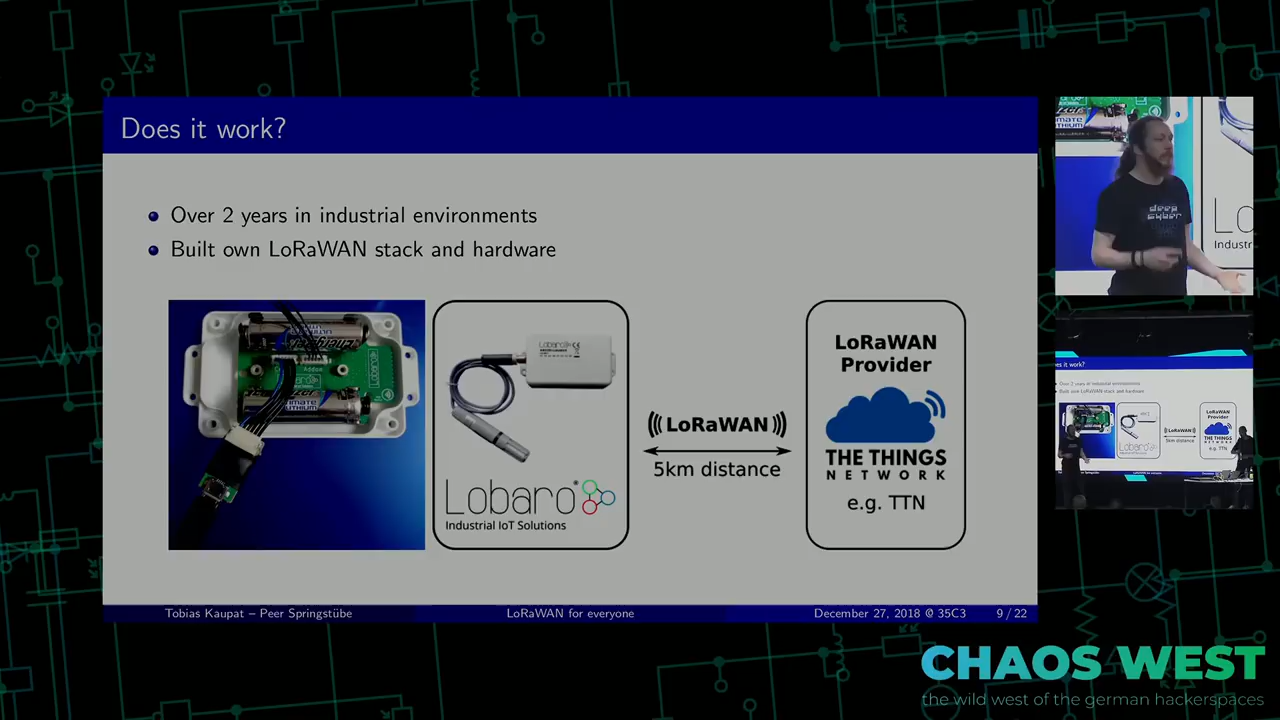 Does it work?
Over 2 years in industrial environments
Built own LoRaWAN stack and hardware
Lobaro
Industrial IoT Solutions
LoRaWAN
5km distance
LoRaWAN
Provider
THE THINGS
NETWORK
e.g. TTN
Tobias Kaupat – Peer Springstübe
LoRaWAN for everyone
December 27, 2018 @ 35C3
9 / 22
deep
cyber
CHAOS WEST
the wild west of the german hackerspaces